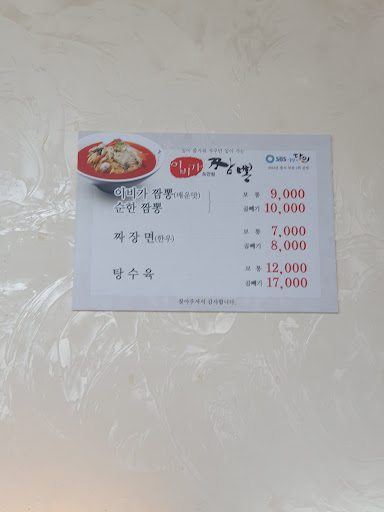 이비가 짬뽕
SBS
이비가 짬뽕(매운맛) 보통 9,000
순한 짬뽕 곱빼기 10,000
짜장면(한우) 보통 7,000
곱빼기 8,000
탕수육 보통 12,000
곱빼기 17,000
찾아주셔서 감사합니다.